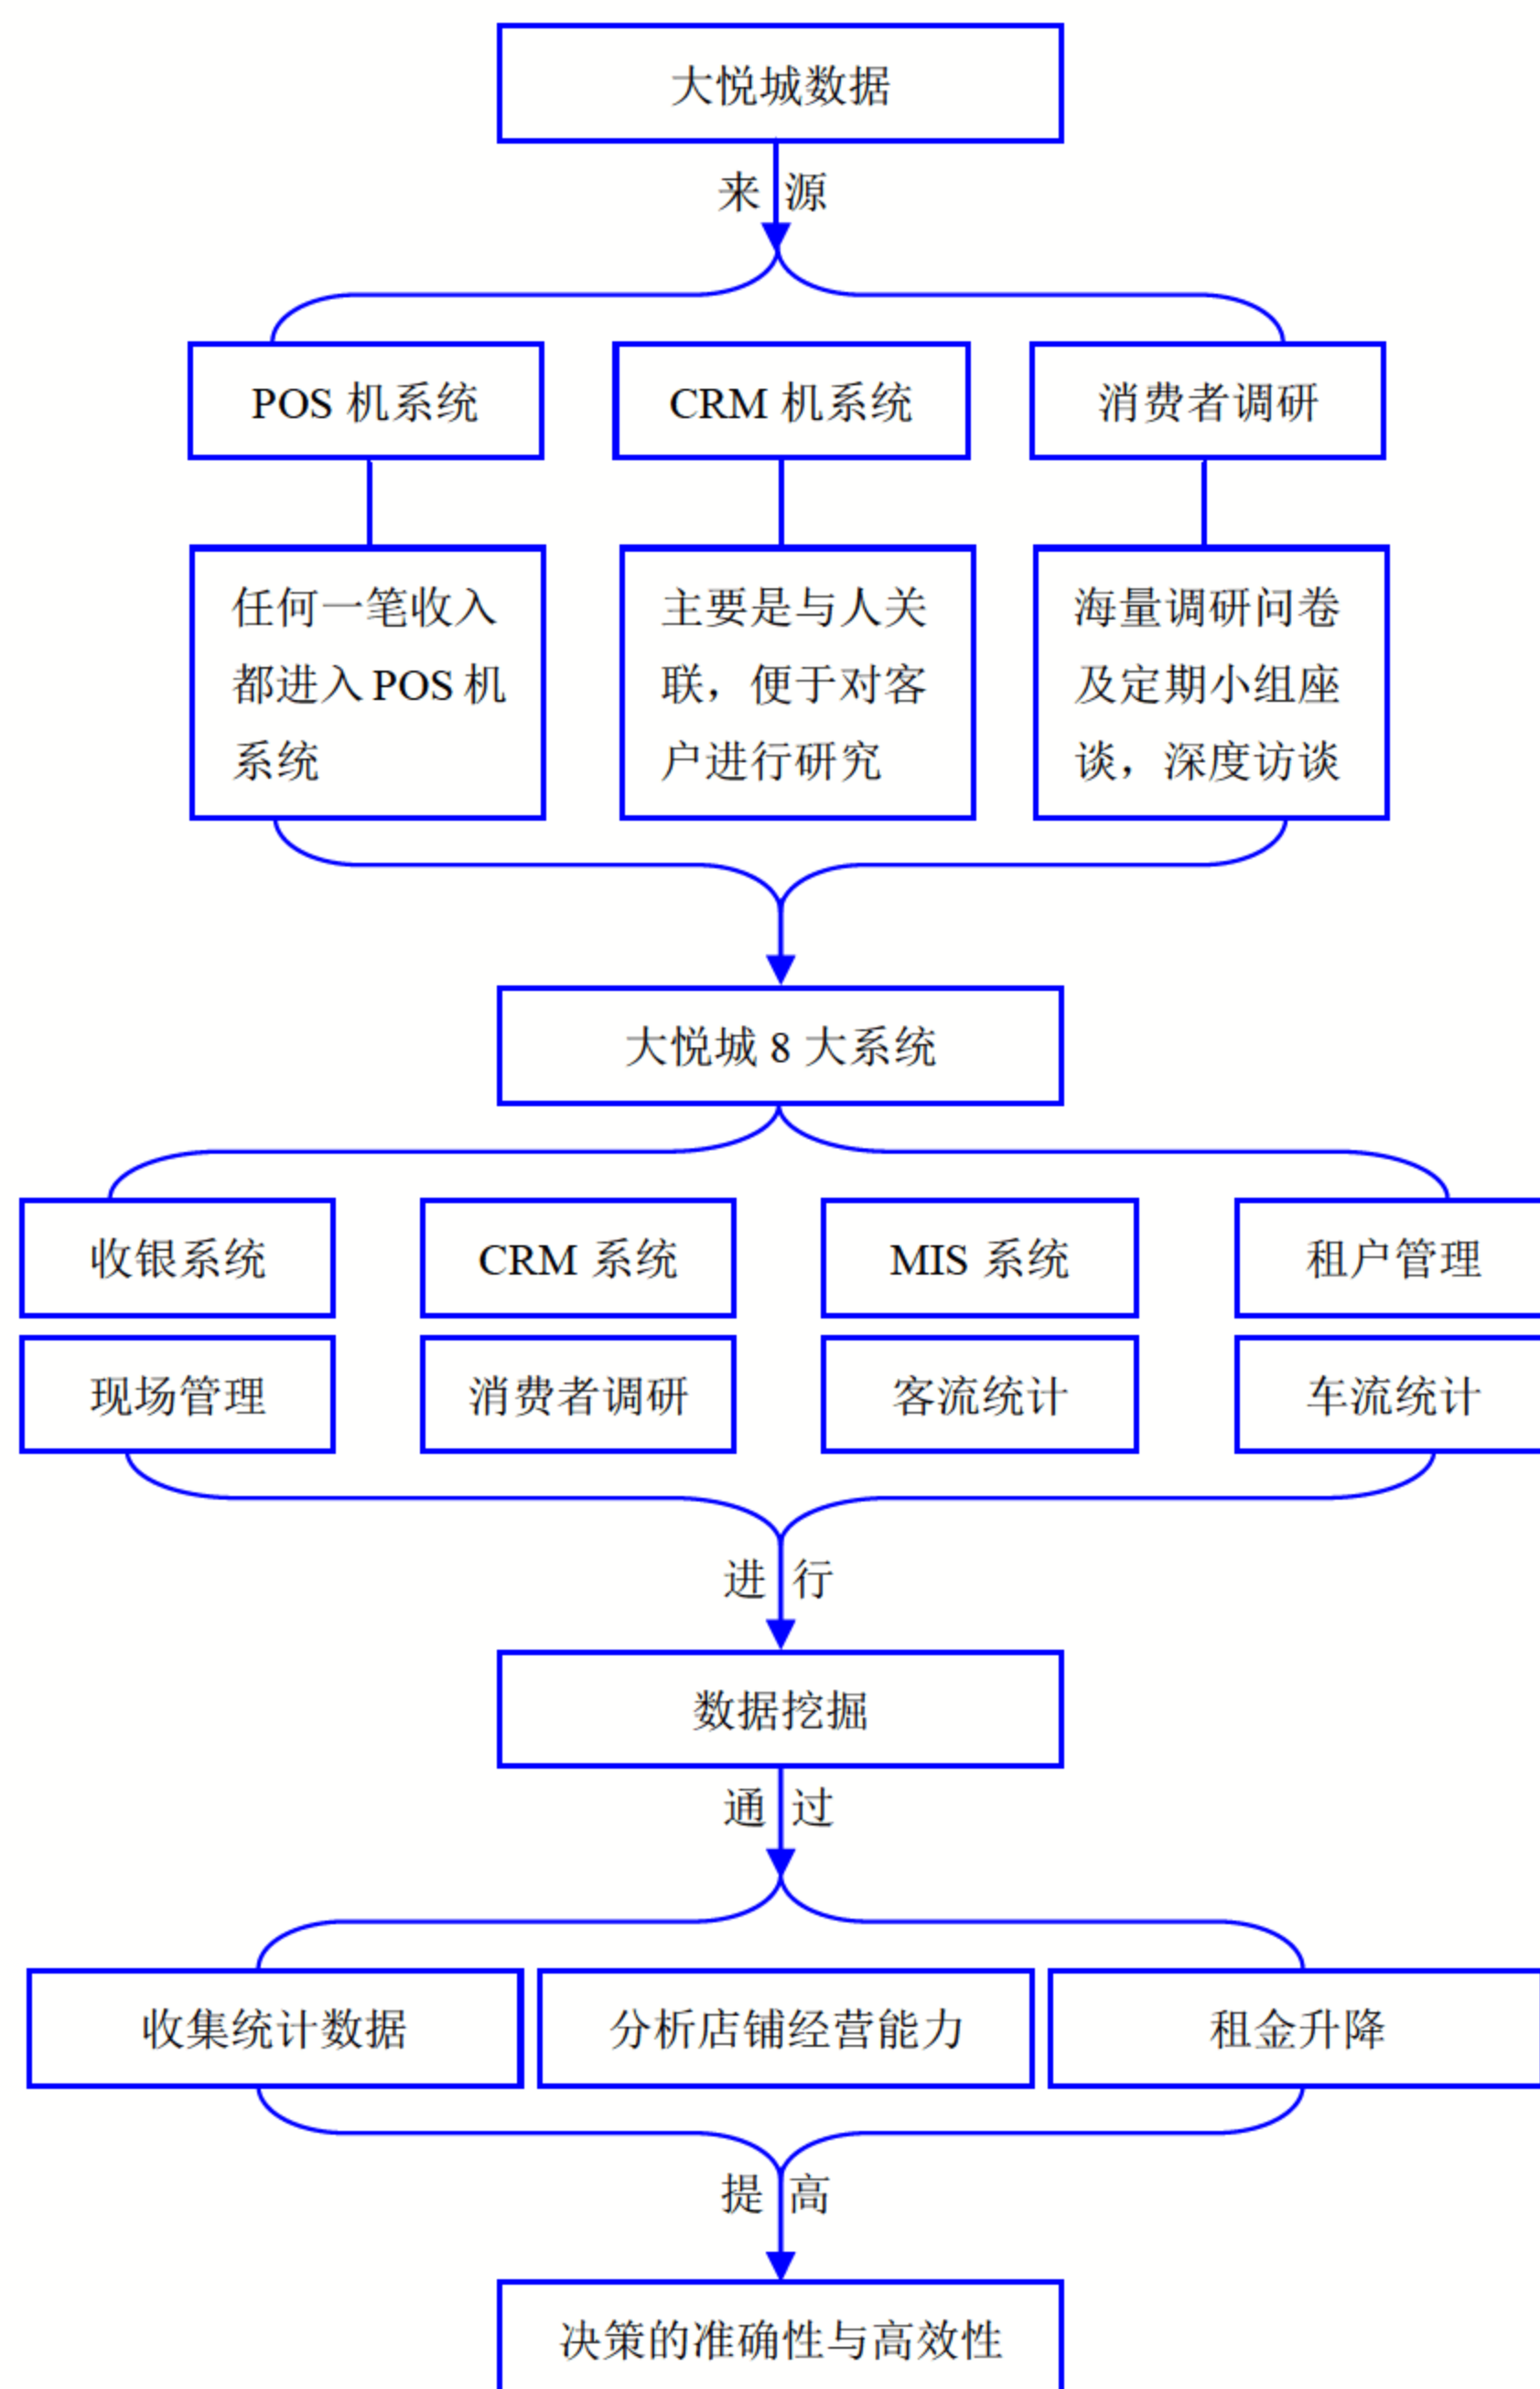 大悦城数据
来源
POS 机系统
CRM 机系统
消费者调研
任何一笔收入
都进入 POS 机
系统
主要是与人关
联，便于对客
户进行研究
海量调研问卷
及定期小组座
谈，深度访谈
大悦城 8 大系统
收银系统
CRM 系统
MIS 系统
租户管理
现场管理
消费者调研
客流统计
车流统计
进行
数据挖掘
通过
收集统计数据
分析店铺经营能力
租金升降
提高
决策的准确性与高效性